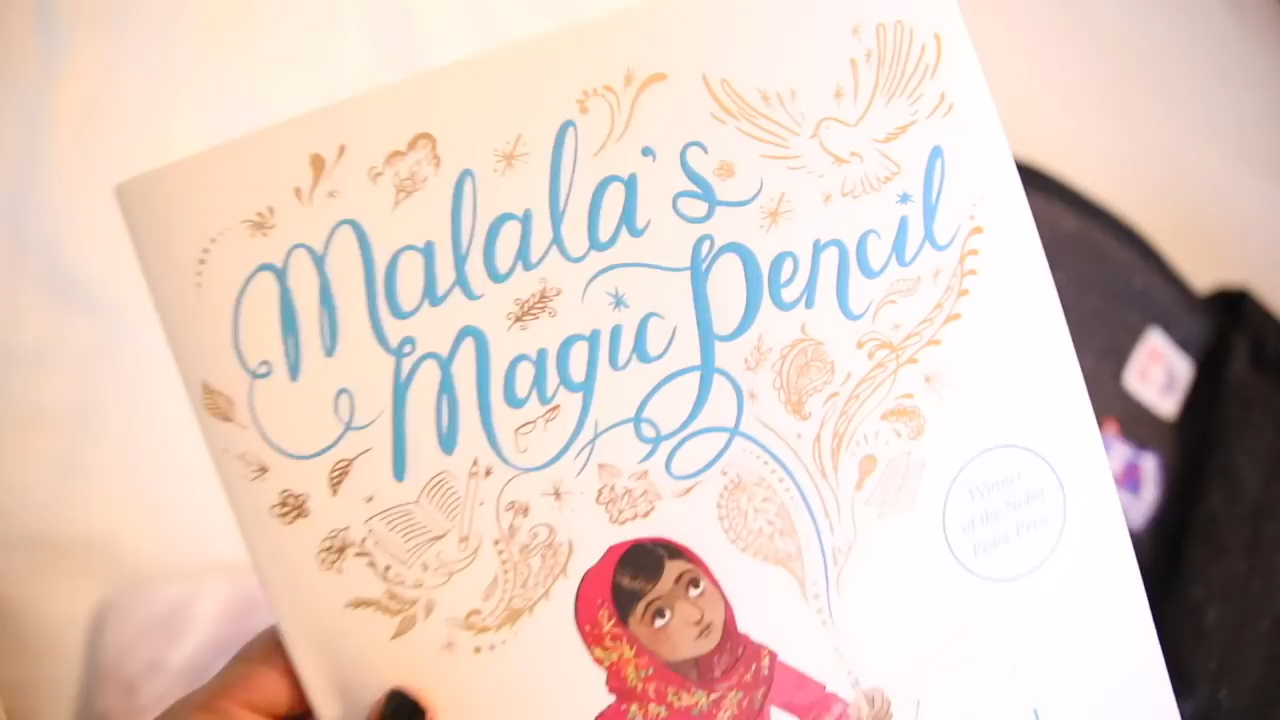 Malala's
Magic Pencil
Winner
of the Nobel
Peace Prize